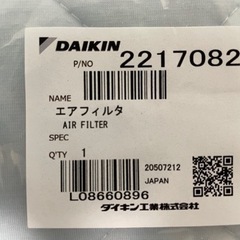 DAIKIN
P/NO 2217082
NAME
エアフィルタ
AIR FILTER
SPEC
Q'TY 1
20507212
L08660896 JAPAN
ダイキン工業株式会社